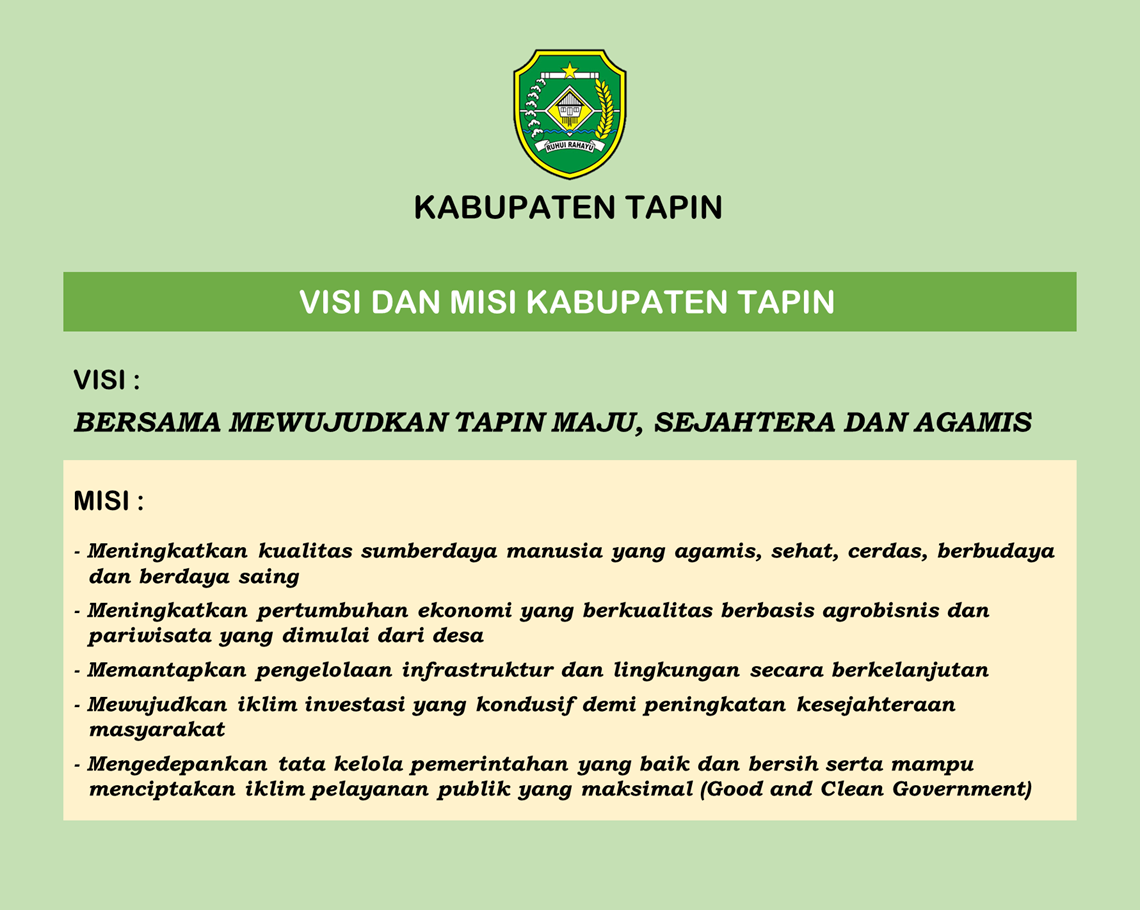 RUHUI RAHAYU
KABUPATEN TAPIN
VISI DAN MISI KABUPATEN TAPIN
VISI :
BERSAMA MEWUJUDKAN TAPIN MAJU, SEJAHTERA DAN AGAMIS
MISI :
- Meningkatkan kualitas sumberdaya manusia yang agamis, sehat, cerdas, berbudaya
dan berdaya saing
- Meningkatkan pertumbuhan ekonomi yang berkualitas berbasis agrobisnis dan
pariwisata yang dimulai dari desa
- Memantapkan pengelolaan infrastruktur dan lingkungan secara berkelanjutan
- Mewujudkan iklim investasi yang kondusif demi peningkatan kesejahteraan
masyarakat
- Mengedepankan tata kelola pemerintahan yang baik dan bersih serta mampu
menciptakan iklim pelayanan publik yang maksimal (Good and Clean Government)